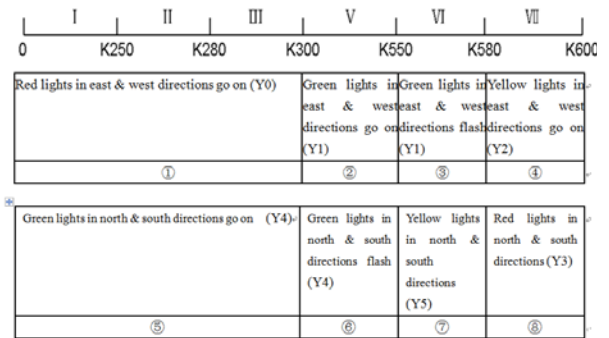 I II III V VI VII
0 K250 K280 K300 K550 K580 K600
Red lights in east & west directions go on (Y0)
Green lights in
east & west
directions go on
(Y1)
Green lights in
east & west
directions flash
(Y1)
Yellow lights in
east & west
directions go on
(Y2)
① ② ③ ④
Green lights in north & south directions go on (Y4)
Green lights in
north & south
directions flash
(Y4)
Yellow lights
in north &
south
directions
(Y5)
Red lights in
north & south
directions (Y3)
⑤ ⑥ ⑦ ⑧